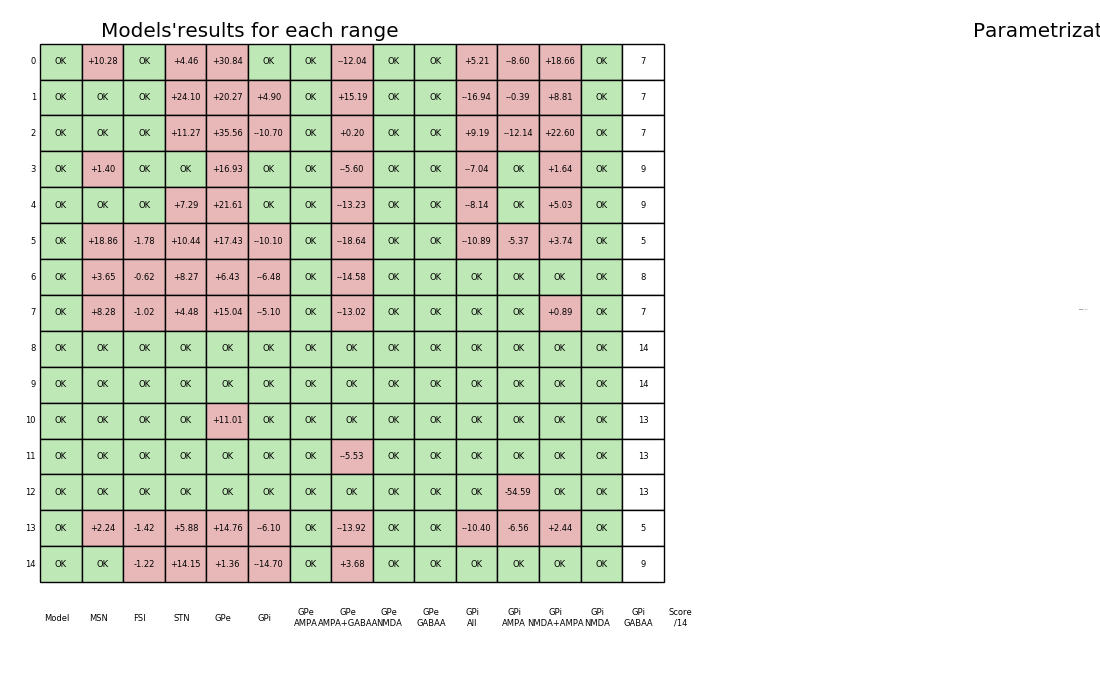 Models'results for each range
Parametrizat
0 OK +10.28 OK +4.46 +30.84 OK OK --12.04 OK OK +5.21 --8.60 +18.66 OK 7
1 OK OK OK +24.10 +20.27 +4.90 OK +15.19 OK OK --16.94 --0.39 +8.81 OK 7
2 OK OK OK +11.27 +35.56 --10.70 OK +0.20 OK OK +9.19 --12.14 +22.60 OK 7
3 OK +1.40 OK OK +16.93 OK OK --5.60 OK OK --7.04 OK +1.64 OK 9
4 OK OK OK +7.29 +21.61 OK OK --13.23 OK OK --8.14 OK +5.03 OK 9
5 OK +18.86 -1.78 +10.44 +17.43 --10.10 OK --18.64 OK OK --10.89 -5.37 +3.74 OK 5
6 OK +3.65 -0.62 +8.27 +6.43 --6.48 OK --14.58 OK OK OK OK OK OK 8
7 OK +8.28 -1.02 +4.48 +15.04 --5.10 OK --13.02 OK OK OK OK +0.89 OK 7
8 OK OK OK OK OK OK OK OK OK OK OK OK OK OK 14
9 OK OK OK OK OK OK OK OK OK OK OK OK OK OK 14
10 OK OK OK OK +11.01 OK OK OK OK OK OK OK OK OK 13
11 OK OK OK OK OK OK OK --5.53 OK OK OK OK OK OK 13
12 OK OK OK OK OK OK OK OK OK OK OK -54.59 OK OK 13
13 OK +2.24 -1.42 +5.88 +14.76 --6.10 OK --13.92 OK OK --10.40 -6.56 +2.44 OK 5
14 OK OK -1.22 +14.15 +1.36 --14.70 OK +3.68 OK OK OK OK OK OK 9
Model MSN FSI STN GPe GPi GPe AMPA GPe AMPA+GABAA GPe NMDA GPe GABAA GPi All GPi AMPA GPi NMDA+AMPA GPi NMDA GPi GABAA Score /14